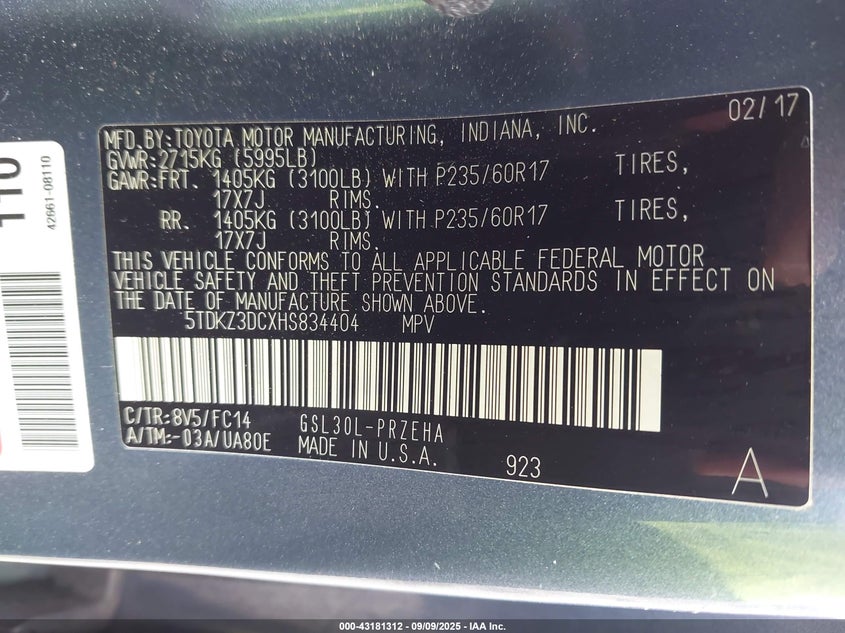 02/17
MFD.BY:TOYOTA MOTOR MANUFACTURING, INDIANA, INC.
GVWR:2715KG (5995LB)
GAWR:FRT. 1405KG (3100LB) WITH P235/60R17 TIRES,
17X7J RIMS.
RR. 1405KG (3100LB) WITH P235/60R17 TIRES,
17X7J RIMS.
THIS VEHICLE CONFORMS TO ALL APPLICABLE FEDERAL MOTOR
VEHICLE SAFETY AND THEFT PREVENTION STANDARDS IN EFFECT ON
THE DATE OF MANUFACTURE SHOWN ABOVE.
5TDKZ3DCXHS834404 MPV
C/TR:8V5/FC14 GSL30L-PRZEHA
A/TM:-03A/UA80E MADE IN U.S.A.
923 A
110
42661-08110
000-43181312 - 09/09/2025 - IAA Inc.